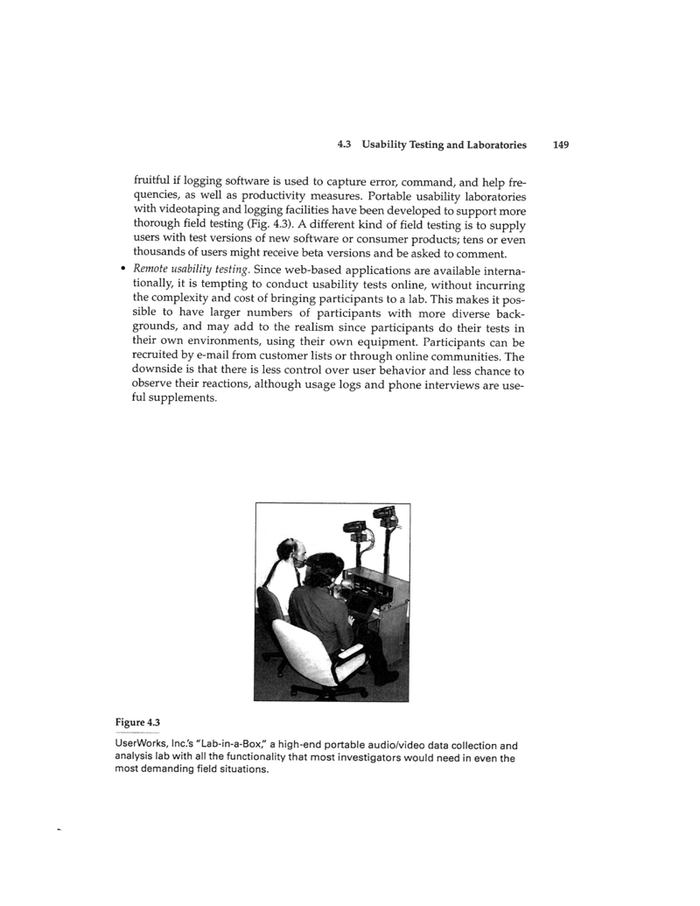 4.3 Usability Testing and Laboratories 149
fruitful if logging software is used to capture error, command, and help fre-
quencies, as well as productivity measures. Portable usability laboratories
with videotaping and logging facilities have been developed to support more
thorough field testing (Fig. 4.3). A different kind of field testing is to supply
users with test versions of new software or consumer products; tens or even
thousands of users might receive beta versions and be asked to comment.
• Remote usability testing. Since web-based applications are available interna-
tionally, it is tempting to conduct usability tests online, without incurring
the complexity and cost of bringing participants to a lab. This makes it pos-
sible to have larger numbers of participants with more diverse back-
grounds, and may add to the realism since participants do their tests in
their own environments, using their own equipment. Participants can be
recruited by e-mail from customer lists or through online communities. The
downside is that there is less control over user behavior and less chance to
observe their reactions, although usage logs and phone interviews are use-
ful supplements.
Figure 4.3
UserWorks, Inc.'s "Lab-in-a-Box," a high-end portable audio/video data collection and
analysis lab with all the functionality that most investigators would need in even the
most demanding field situations.